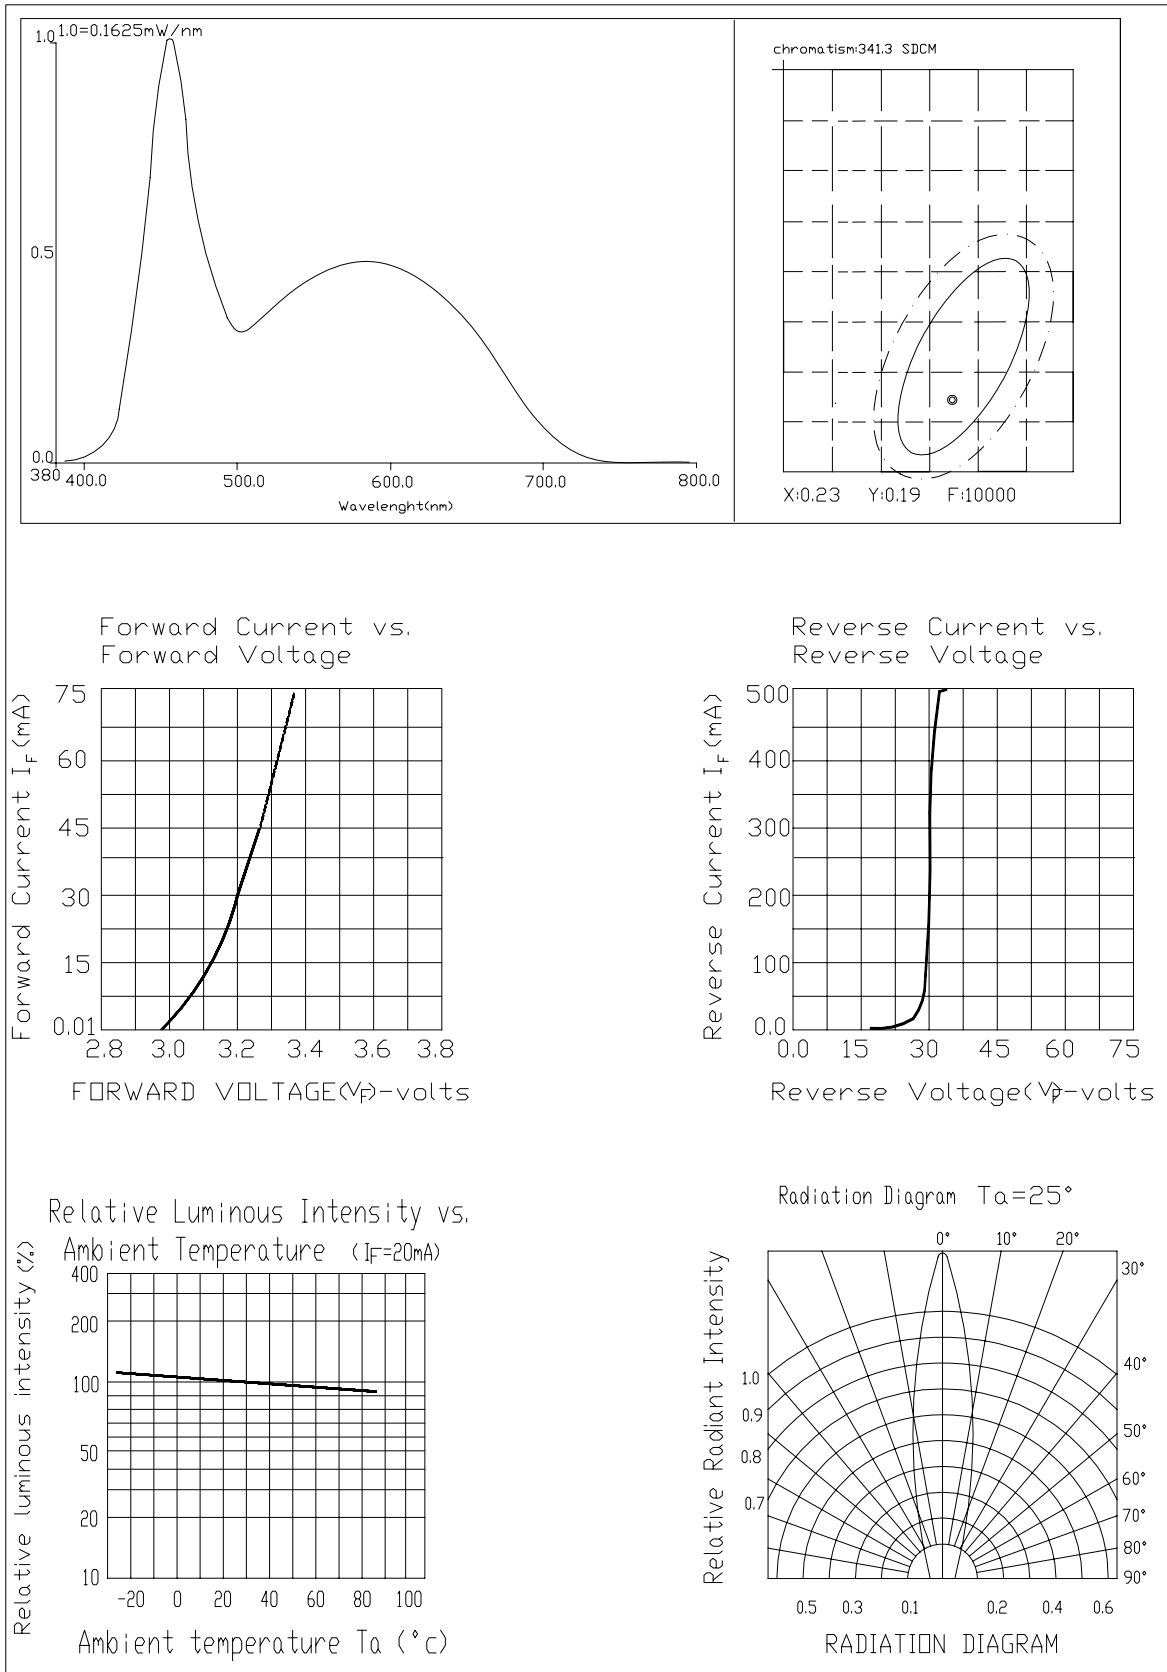 1.0=0.1625mW/nm
1.0
0.5
0.0
380 400.0 500.0 600.0 700.0 800.0
Wavelenght(nm)
chromatism:341.3 SDCM
X:0.23 Y:0.19 F:10000
Forward Current vs.
Forward Voltage
Forward Current IF(mA)
75
60
45
30
15
0.01
2.8 3.0 3.2 3.4 3.6 3.8
FORWARD VOLTAGE(VF)-volts
Reverse Current vs.
Reverse Voltage
Reverse Current IF(mA)
500
400
300
200
100
0.0
0.0 15 30 45 60 75
Reverse Voltage(VF)-volts
Relative Luminous Intensity vs.
Ambient Temperature (IF=20mA)
Relative luminous intensity(%)
400
200
100
50
20
10
-20 0 20 40 60 80 100
Ambient temperature Ta (°C)
Radiation Diagram Ta=25°
Relative Radiant Intensity
0° 10° 20°
30°
40°
50°
60°
70°
80°
90°
1.0
0.9
0.8
0.7
0.5 0.3 0.1 0.2 0.4 0.6
RADIATION DIAGRAM